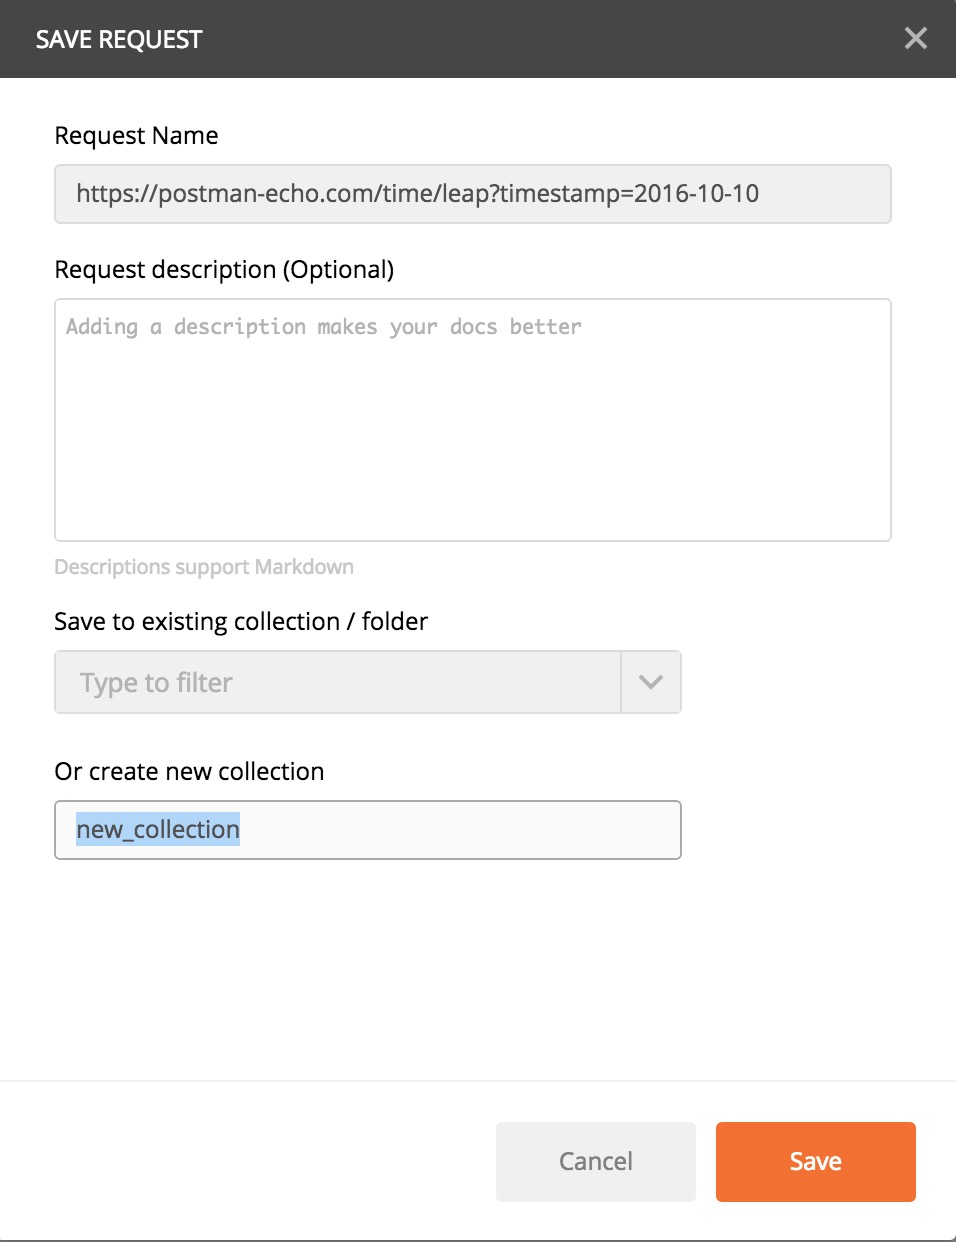 SAVE REQUEST
Request Name
https://postman-echo.com/time/leap?timestamp=2016-10-10
Request description (Optional)
Adding a description makes your docs better
Descriptions support Markdown
Save to existing collection / folder
Type to filter
Or create new collection
new_collection
Cancel
Save